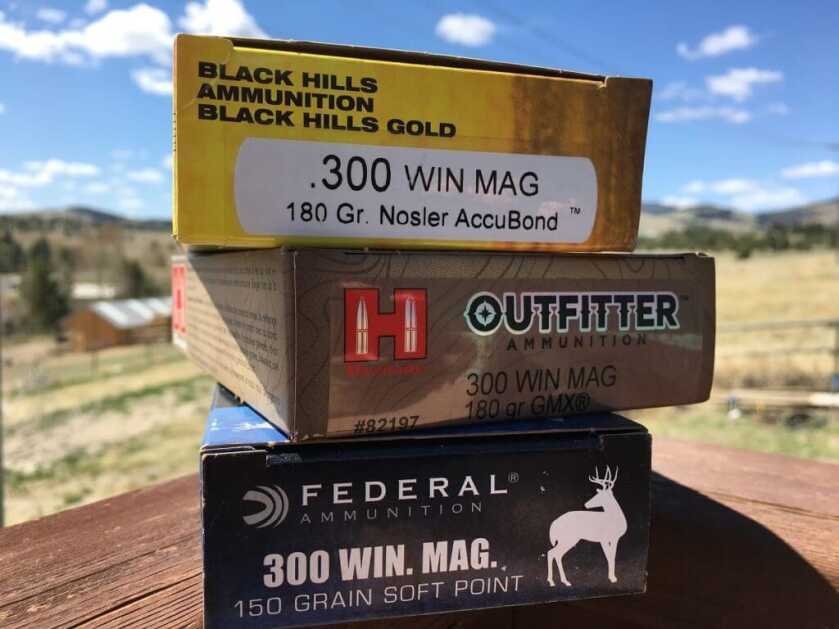 BLACK HILLS
AMMUNITION
BLACK HILLS GOLD
.300 WIN MAG
180 Gr. Nosler AccuBond ™
H
OUTFITTER™
AMMUNITION
300 WIN MAG
180 gr GMX®
#82197
FEDERAL®
AMMUNITION
300 WIN. MAG.
150 GRAIN SOFT POINT